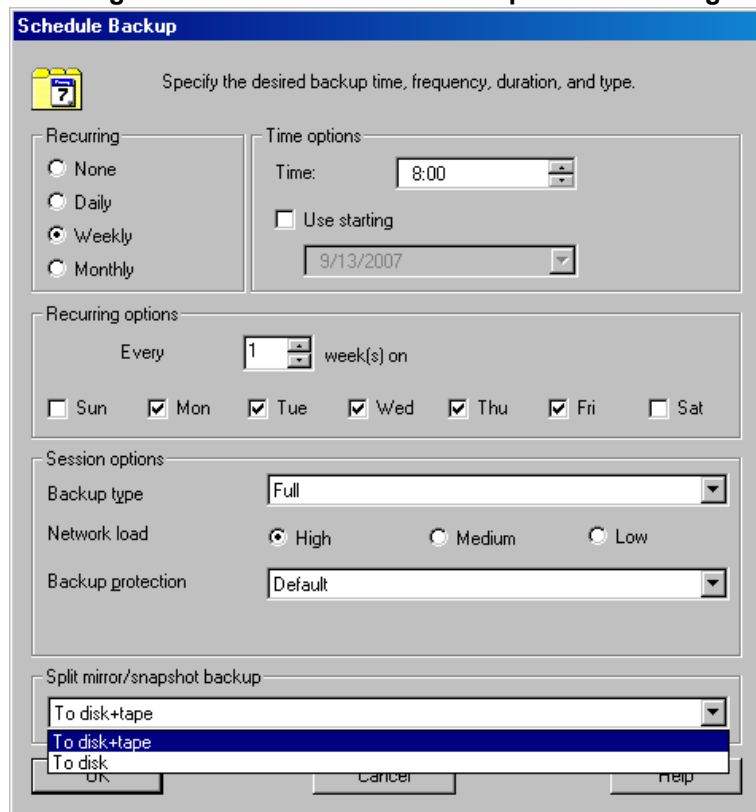 Schedule Backup
7
Specify the desired backup time, frequency, duration, and type.
Recurring
None
Daily
Weekly
Monthly
Time options
Time: 8:00
Use starting
9/13/2007
Recurring options
Every 1 week(s) on
Sun Mon Tue Wed Thu Fri Sat
Session options
Backup type Full
Network load High Medium Low
Backup protection Default
Split mirror/snapshot backup
To disk+tape
To disk+tape
To disk
OK Cancel Help